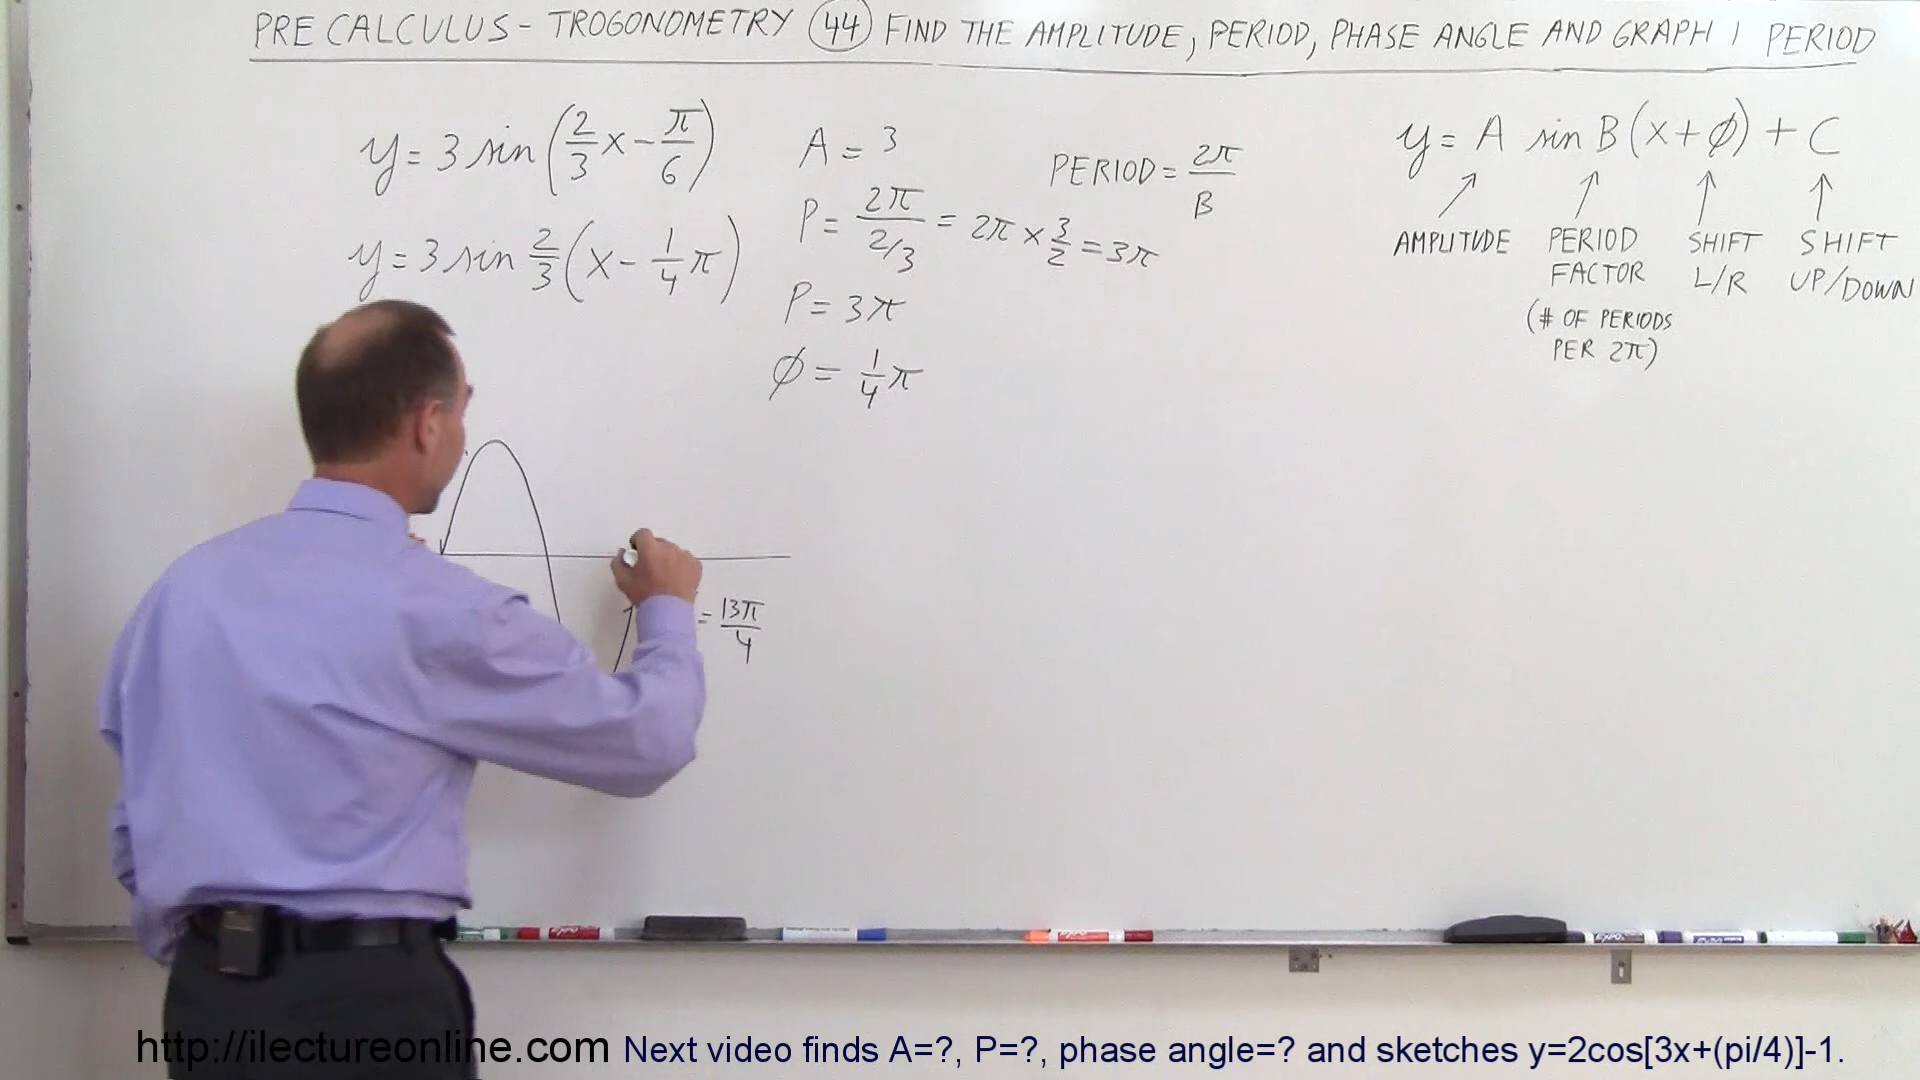 PRE CALCULUS - TROGONOMETRY 44 FIND THE AMPLITUDE, PERIOD, PHASE ANGLE AND GRAPH 1 PERIOD
y = 3 sin (2/3 x - π/6)
y = 3 sin 2/3 (x - 1/4 π)
A = 3
P = 2π / 2/3 = 2π × 3/2 = 3π
P = 3π
ϕ = 1/4 π
PERIOD = 2π/B
y = A sin B (x + ϕ) + C
AMPLITUDE
PERIOD FACTOR
(# OF PERIODS
PER 2π)
SHIFT
L/R
SHIFT
UP/DOWN
= 13π/4
http://ilectureonline.com Next video finds A=?, P=?, phase angle=? and sketches y=2cos[3x+(pi/4)]-1.